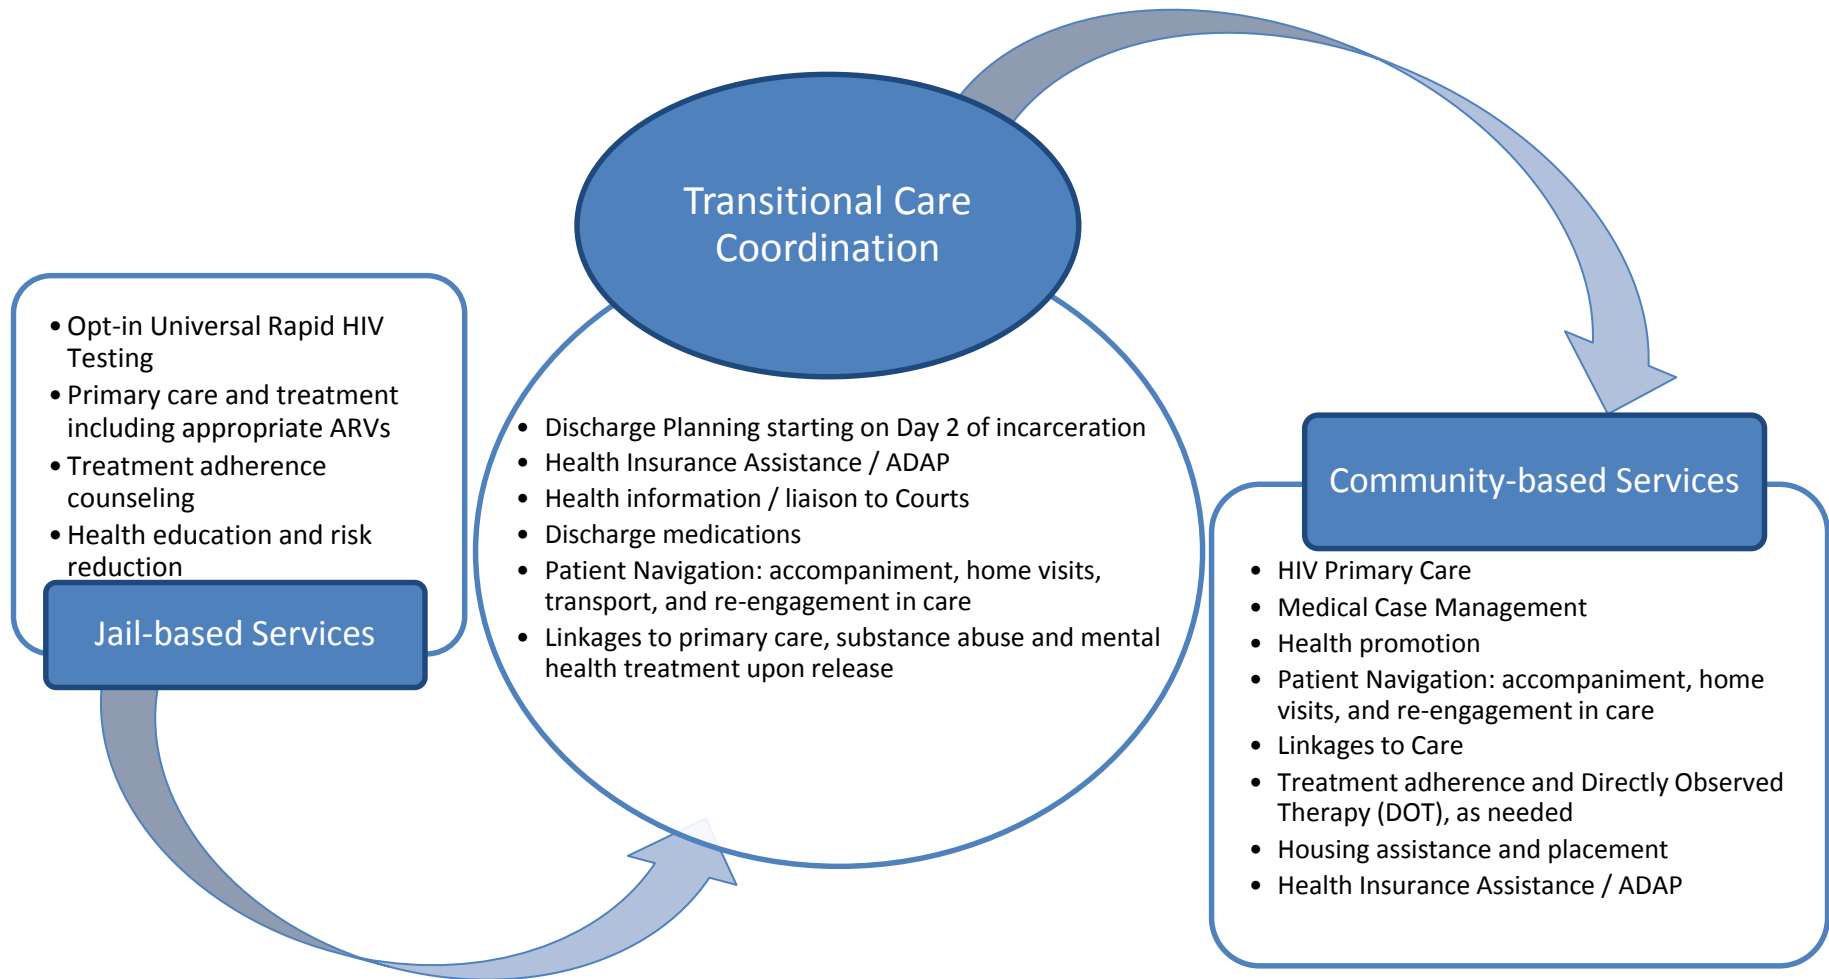 • Opt-in Universal Rapid HIV
Testing
• Primary care and treatment
including appropriate ARVs
• Treatment adherence
counseling
• Health education and risk
reduction
Jail-based Services
Transitional Care
Coordination
• Discharge Planning starting on Day 2 of incarceration
• Health Insurance Assistance / ADAP
• Health information / liaison to Courts
• Discharge medications
• Patient Navigation: accompaniment, home visits,
transport, and re-engagement in care
• Linkages to primary care, substance abuse and mental
health treatment upon release
Community-based Services
• HIV Primary Care
• Medical Case Management
• Health promotion
• Patient Navigation: accompaniment, home
visits, and re-engagement in care
• Linkages to Care
• Treatment adherence and Directly Observed
Therapy (DOT), as needed
• Housing assistance and placement
• Health Insurance Assistance / ADAP